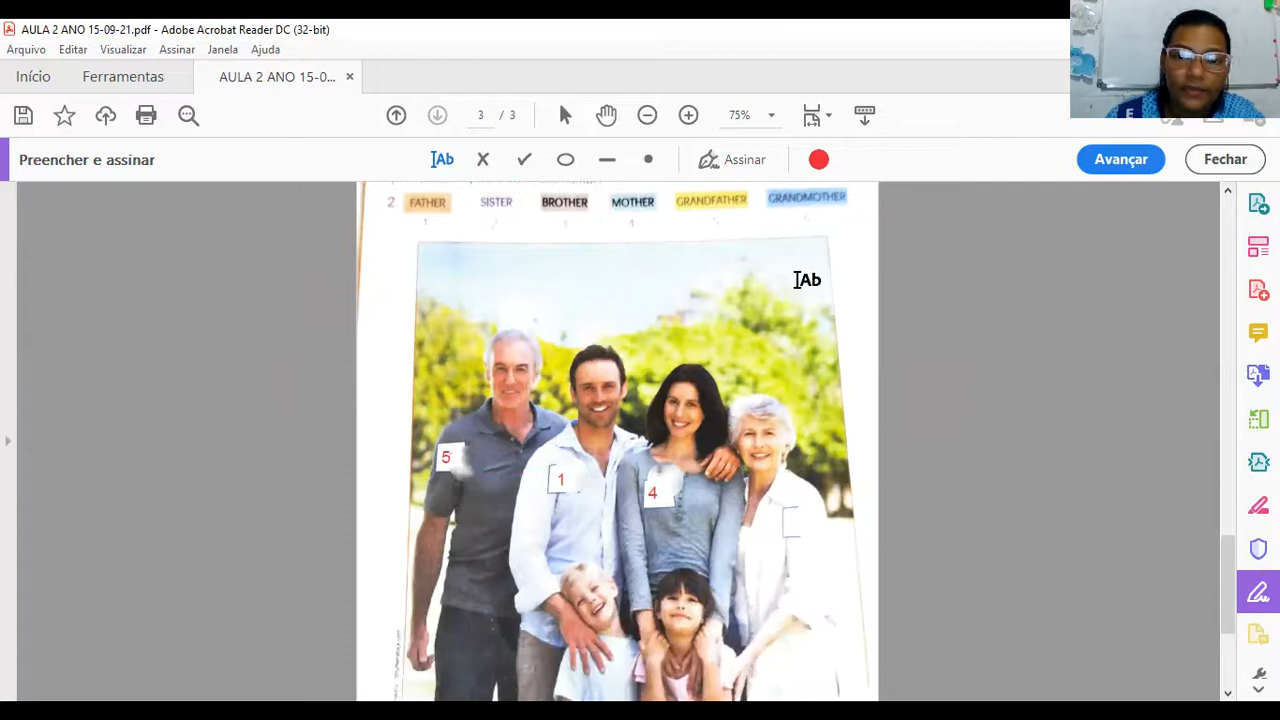 AULA 2 ANO 15-09-21.pdf - Adobe Acrobat Reader DC (32-bit)
Arquivo Editar Visualizar Assinar Janela Ajuda
Início Ferramentas AULA 2 ANO 15-0... ×
3 / 3 75%
Preencher e assinar Ab Assinar Avançar Fechar
2. FATHER SISTER BROTHER MOTHER GRANDFATHER GRANDMOTHER
1 4
Ab
5
1
4
E